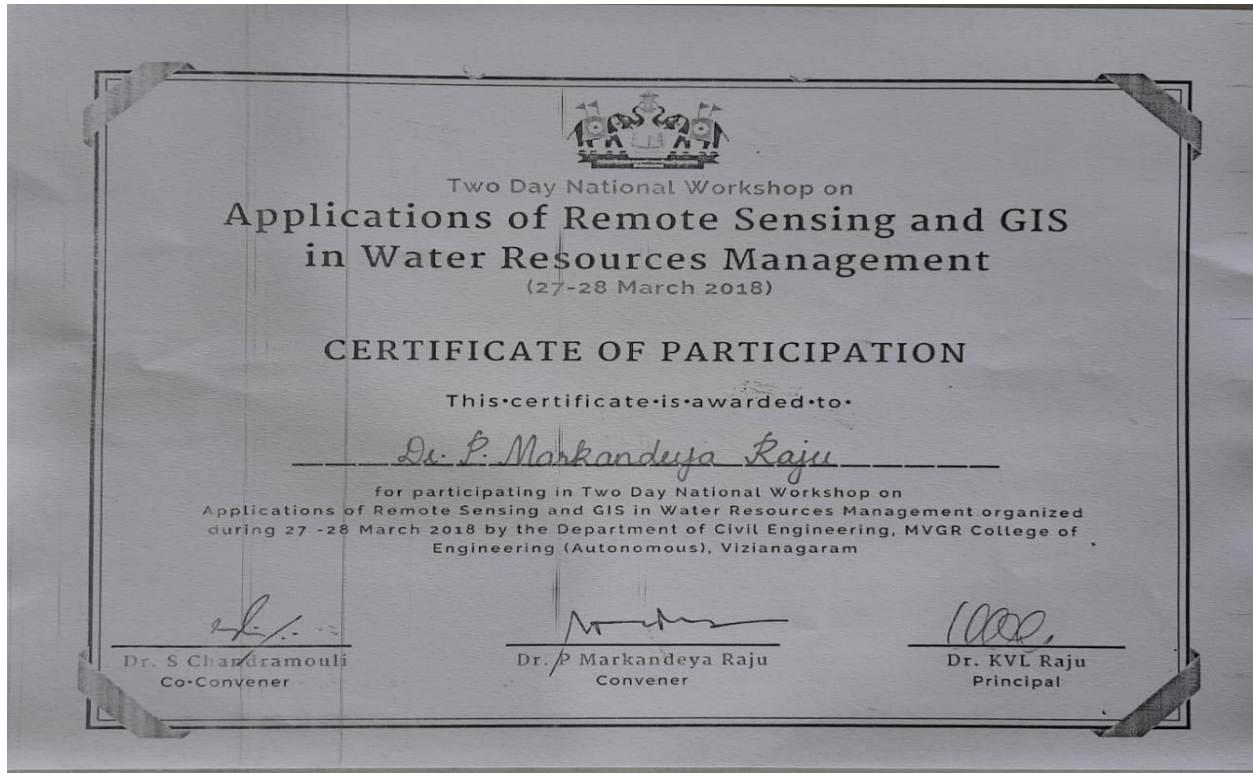 Two Day National Workshop on
Applications of Remote Sensing and GIS
in Water Resources Management
(27-28 March 2018)
CERTIFICATE OF PARTICIPATION
This•certificate•is•awarded•to•
Dr. P. Markandeya Raju
for participating in Two Day National Workshop on
Applications of Remote Sensing and GIS in Water Resources Management organized
during 27 -28 March 2018 by the Department of Civil Engineering, MVGR College of
Engineering (Autonomous), Vizianagaram
Dr. S Chandramouli
Co•Convener
Dr. P Markandeya Raju
Convener
Dr. KVL Raju
Principal